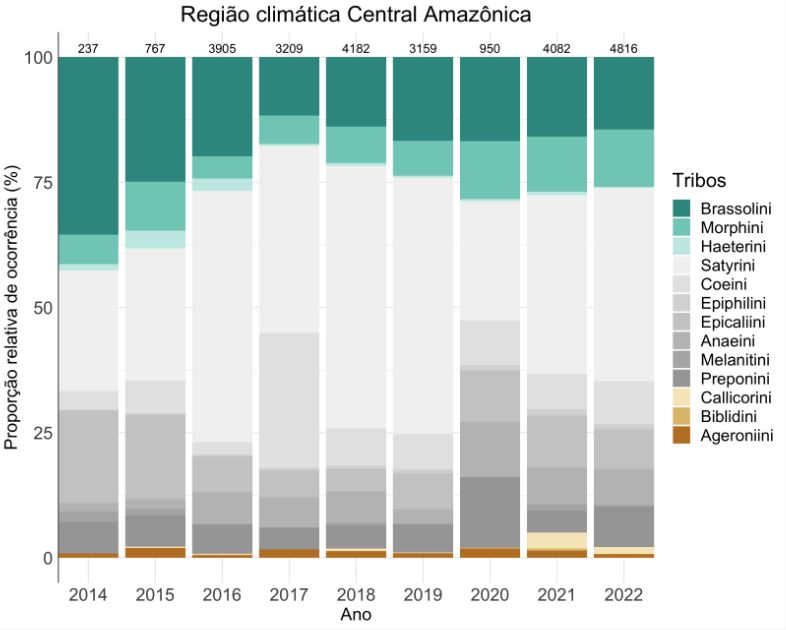 Região climática Central Amazônica
237 767 3905 3209 4182 3159 950 4082 4816
100
75
50
25
0
Proporção relativa de ocorrência (%)
2014 2015 2016 2017 2018 2019 2020 2021 2022
Ano
Tribos
Brassolini
Morphini
Haeterini
Satyrini
Coeini
Epiphilini
Epicaliini
Anaeini
Melanitini
Preponini
Callicorini
Biblidini
Ageroniini